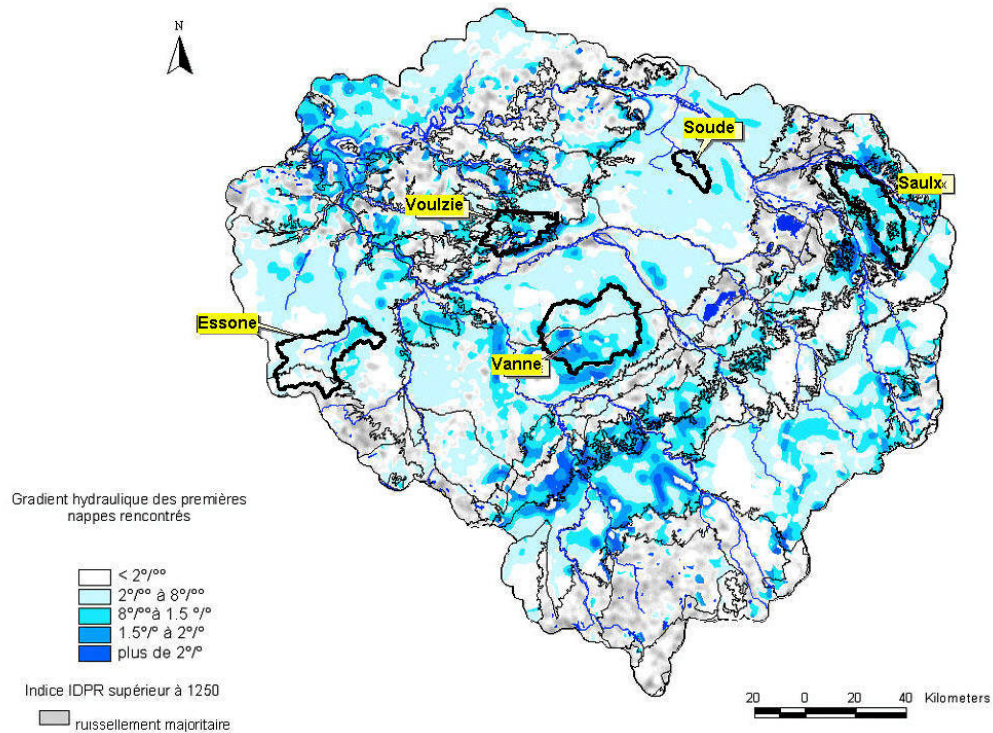 N
Soude
Saulx
Voulzie
Essone
Vanne
Gradient hydraulique des premières
nappes rencontrés
< 2°/°°
2°/°° à 8°/°°
8°/°°à 1.5 °/°
1.5°/° à 2°/°
plus de 2°/°
Indice IDPR supérieur à 1250
ruissellement majoritaire
20 0 20 40 Kilometers